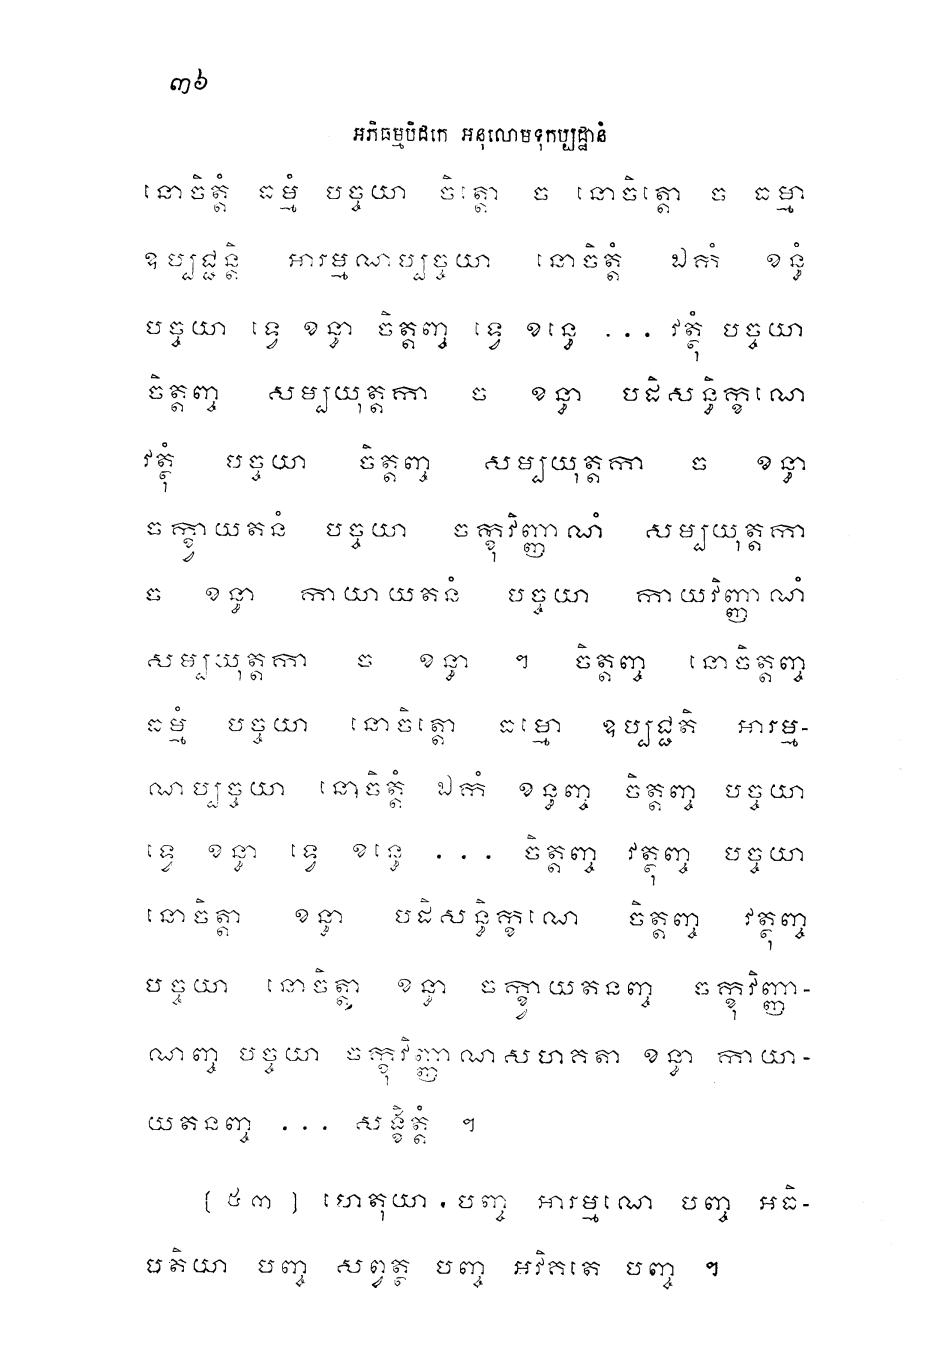 ៣៦
អភិធម្មបិដកេ អនុលោមទុកប្បដ្ឋានំ
នោចិត្តំ ធម្មំ បច្ចយា ចិត្តោ ច នោចិត្តោ ច ធម្មា
ឧប្បជ្ជន្តិ អារម្មណប្បច្ចយា នោចិត្តំ ឯកំ ខន្ធំ
បច្ចយា ទ្វេ ខន្ធា ចិត្តញ្ច ទ្វេ ខន្ធេ ... វត្ថុំ បច្ចយា
ចិត្តញ្ច សម្បយុត្តកា ច ខន្ធា បដិសន្ធិក្ខណេ
វត្ថុំ បច្ចយា ចិត្តញ្ច សម្បយុត្តកា ច ខន្ធា
ចក្ខ្វាយតនំ បច្ចយា ចក្ខុវិញ្ញាណំ សម្បយុត្តកា
ច ខន្ធា កាយាយតនំ បច្ចយា កាយវិញ្ញាណំ
សម្បយុត្តកា ច ខន្ធា ។ ចិត្តញ្ច នោចិត្តញ្ច
ធម្មំ បច្ចយា នោចិត្តោ ធម្មោ ឧប្បជ្ជតិ អារម្ម-
ណប្បច្ចយា នោចិត្តំ ឯកំ ខន្ធញ្ច ចិត្តញ្ច បច្ចយា
ទ្វេ ខន្ធា ទ្វេ ខន្ធេ ... ចិត្តញ្ច វត្ថុញ្ច បច្ចយា
នោចិត្តា ខន្ធា បដិសន្ធិក្ខណេ ចិត្តញ្ច វត្ថុញ្ច
បច្ចយា នោចិត្តា ខន្ធា ចក្ខ្វាយតនញ្ច ចក្ខុវិញ្ញា-
ណញ្ច បច្ចយា ចក្ខុវិញ្ញាណសហគតា ខន្ធា កាយា-
យតនញ្ច ... សង្ខិត្តំ ។
[ ៥៣ ] ហេតុយា . បញ្ច អារម្មណេ បញ្ច អធិ-
បតិយា បញ្ច សព្វត្ថ បញ្ច អវិគតេ បញ្ច ។